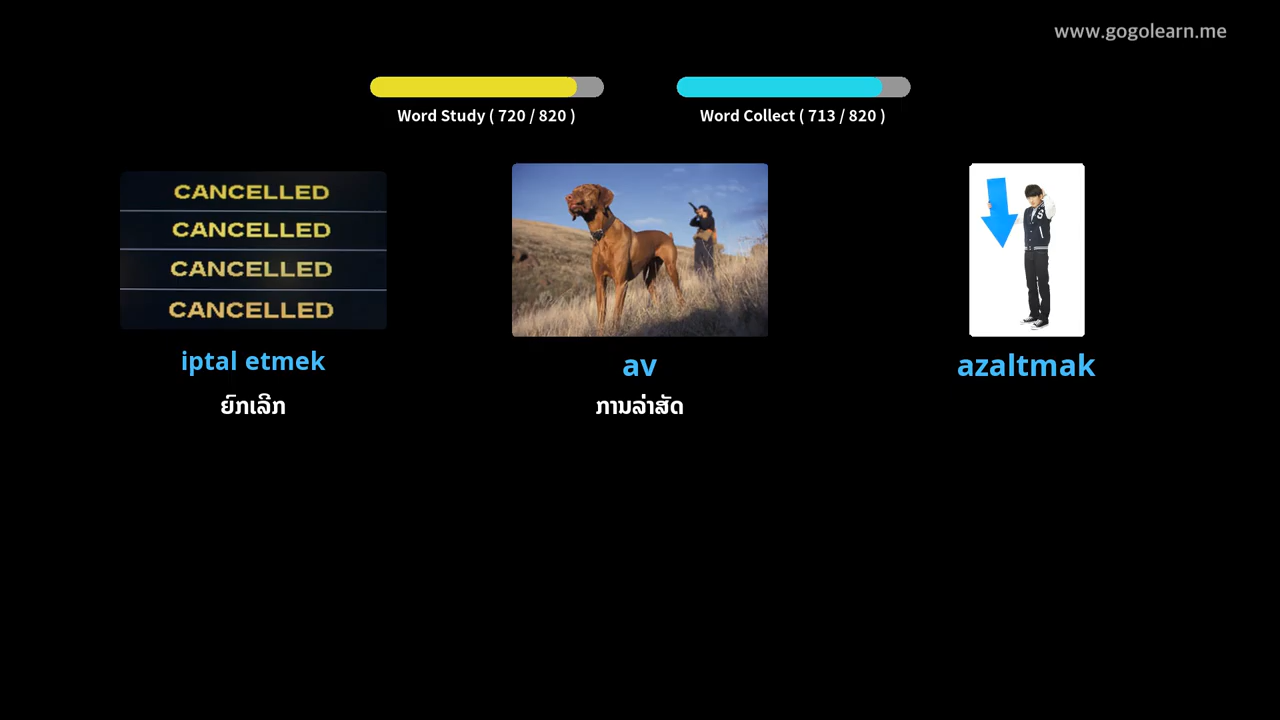 www.gogolearn.me
Word Study ( 720 / 820 )
Word Collect ( 713 / 820 )
CANCELLED
CANCELLED
CANCELLED
CANCELLED
iptal etmek
ຍົກເລີກ
av
ການລ່າສັດ
azaltmak
S